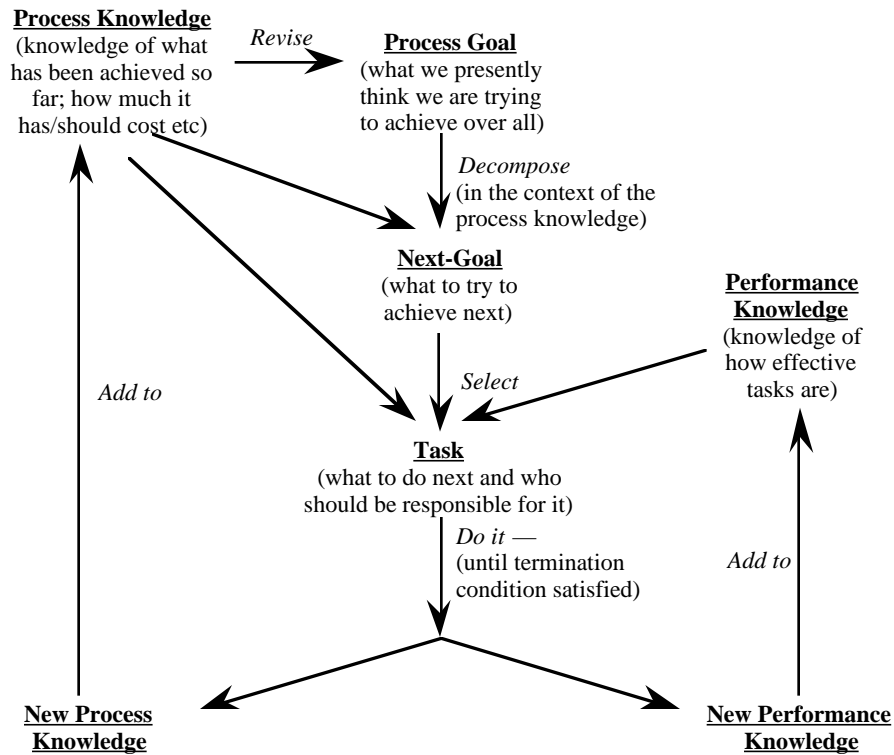 Process Knowledge
(knowledge of what
has been achieved so
far; how much it
has/should cost etc)
Revise
Process Goal
(what we presently
think we are trying
to achieve over all)
Decompose
(in the context of the
process knowledge)
Next-Goal
(what to try to
achieve next)
Performance
Knowledge
(knowledge of
how effective
tasks are)
Add to
Select
Task
(what to do next and who
should be responsible for it)
Do it —
(until termination
condition satisfied)
Add to
New Process
Knowledge
New Performance
Knowledge